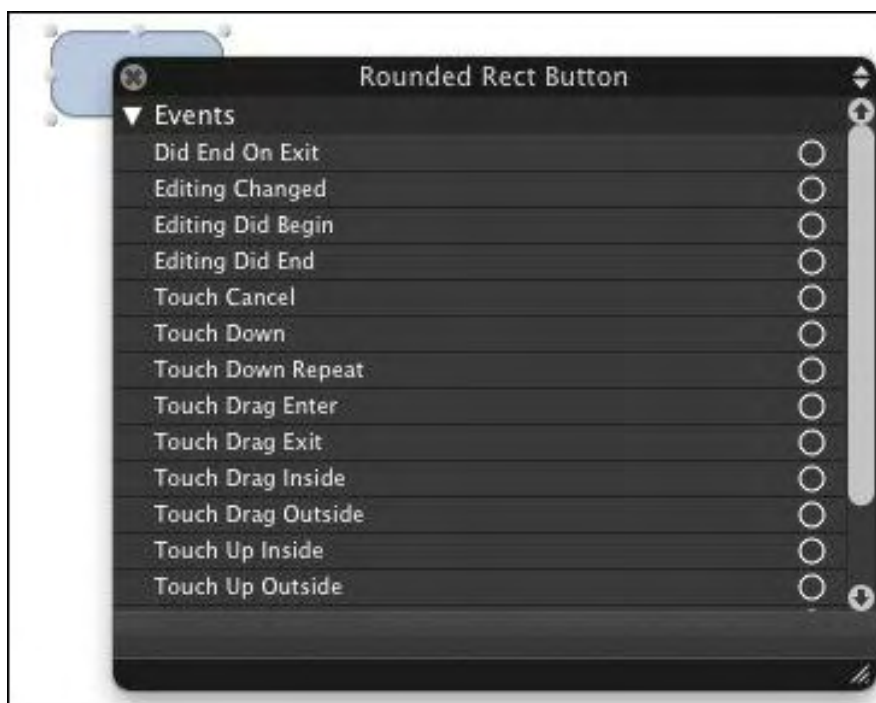 Rounded Rect Button
Events
Did End On Exit
Editing Changed
Editing Did Begin
Editing Did End
Touch Cancel
Touch Down
Touch Down Repeat
Touch Drag Enter
Touch Drag Exit
Touch Drag Inside
Touch Drag Outside
Touch Up Inside
Touch Up Outside